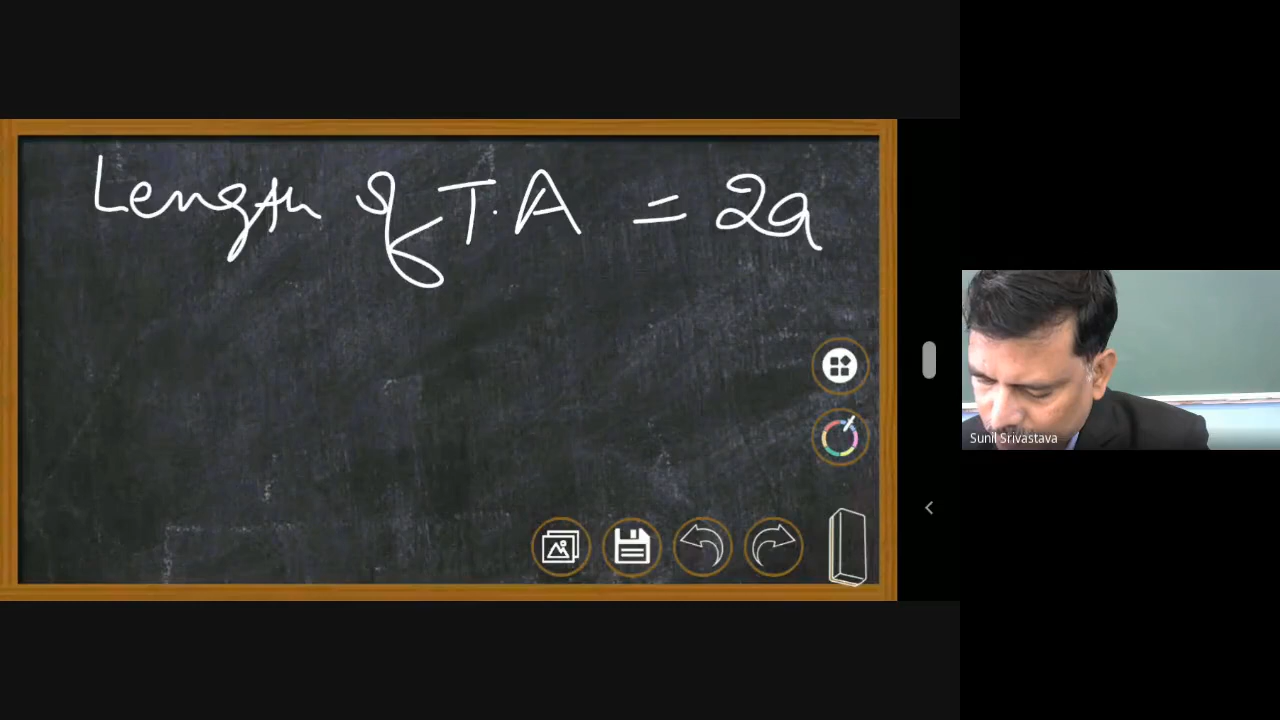 Length of T.A = 2a
Sunil Srivastava